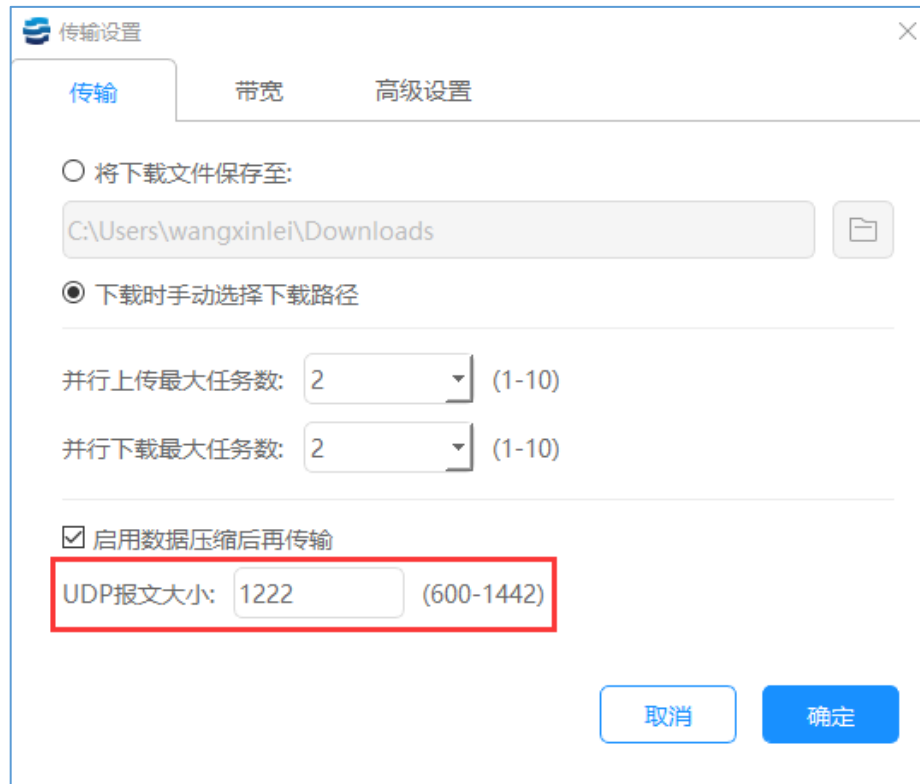 传输设置
传输 带宽 高级设置
将下载文件保存至:
C:\Users\wangxinlei\Downloads
下载时手动选择下载路径
并行上传最大任务数: 2 (1-10)
并行下载最大任务数: 2 (1-10)
启用数据压缩后再传输
UDP报文大小: 1222 (600-1442)
取消 确定